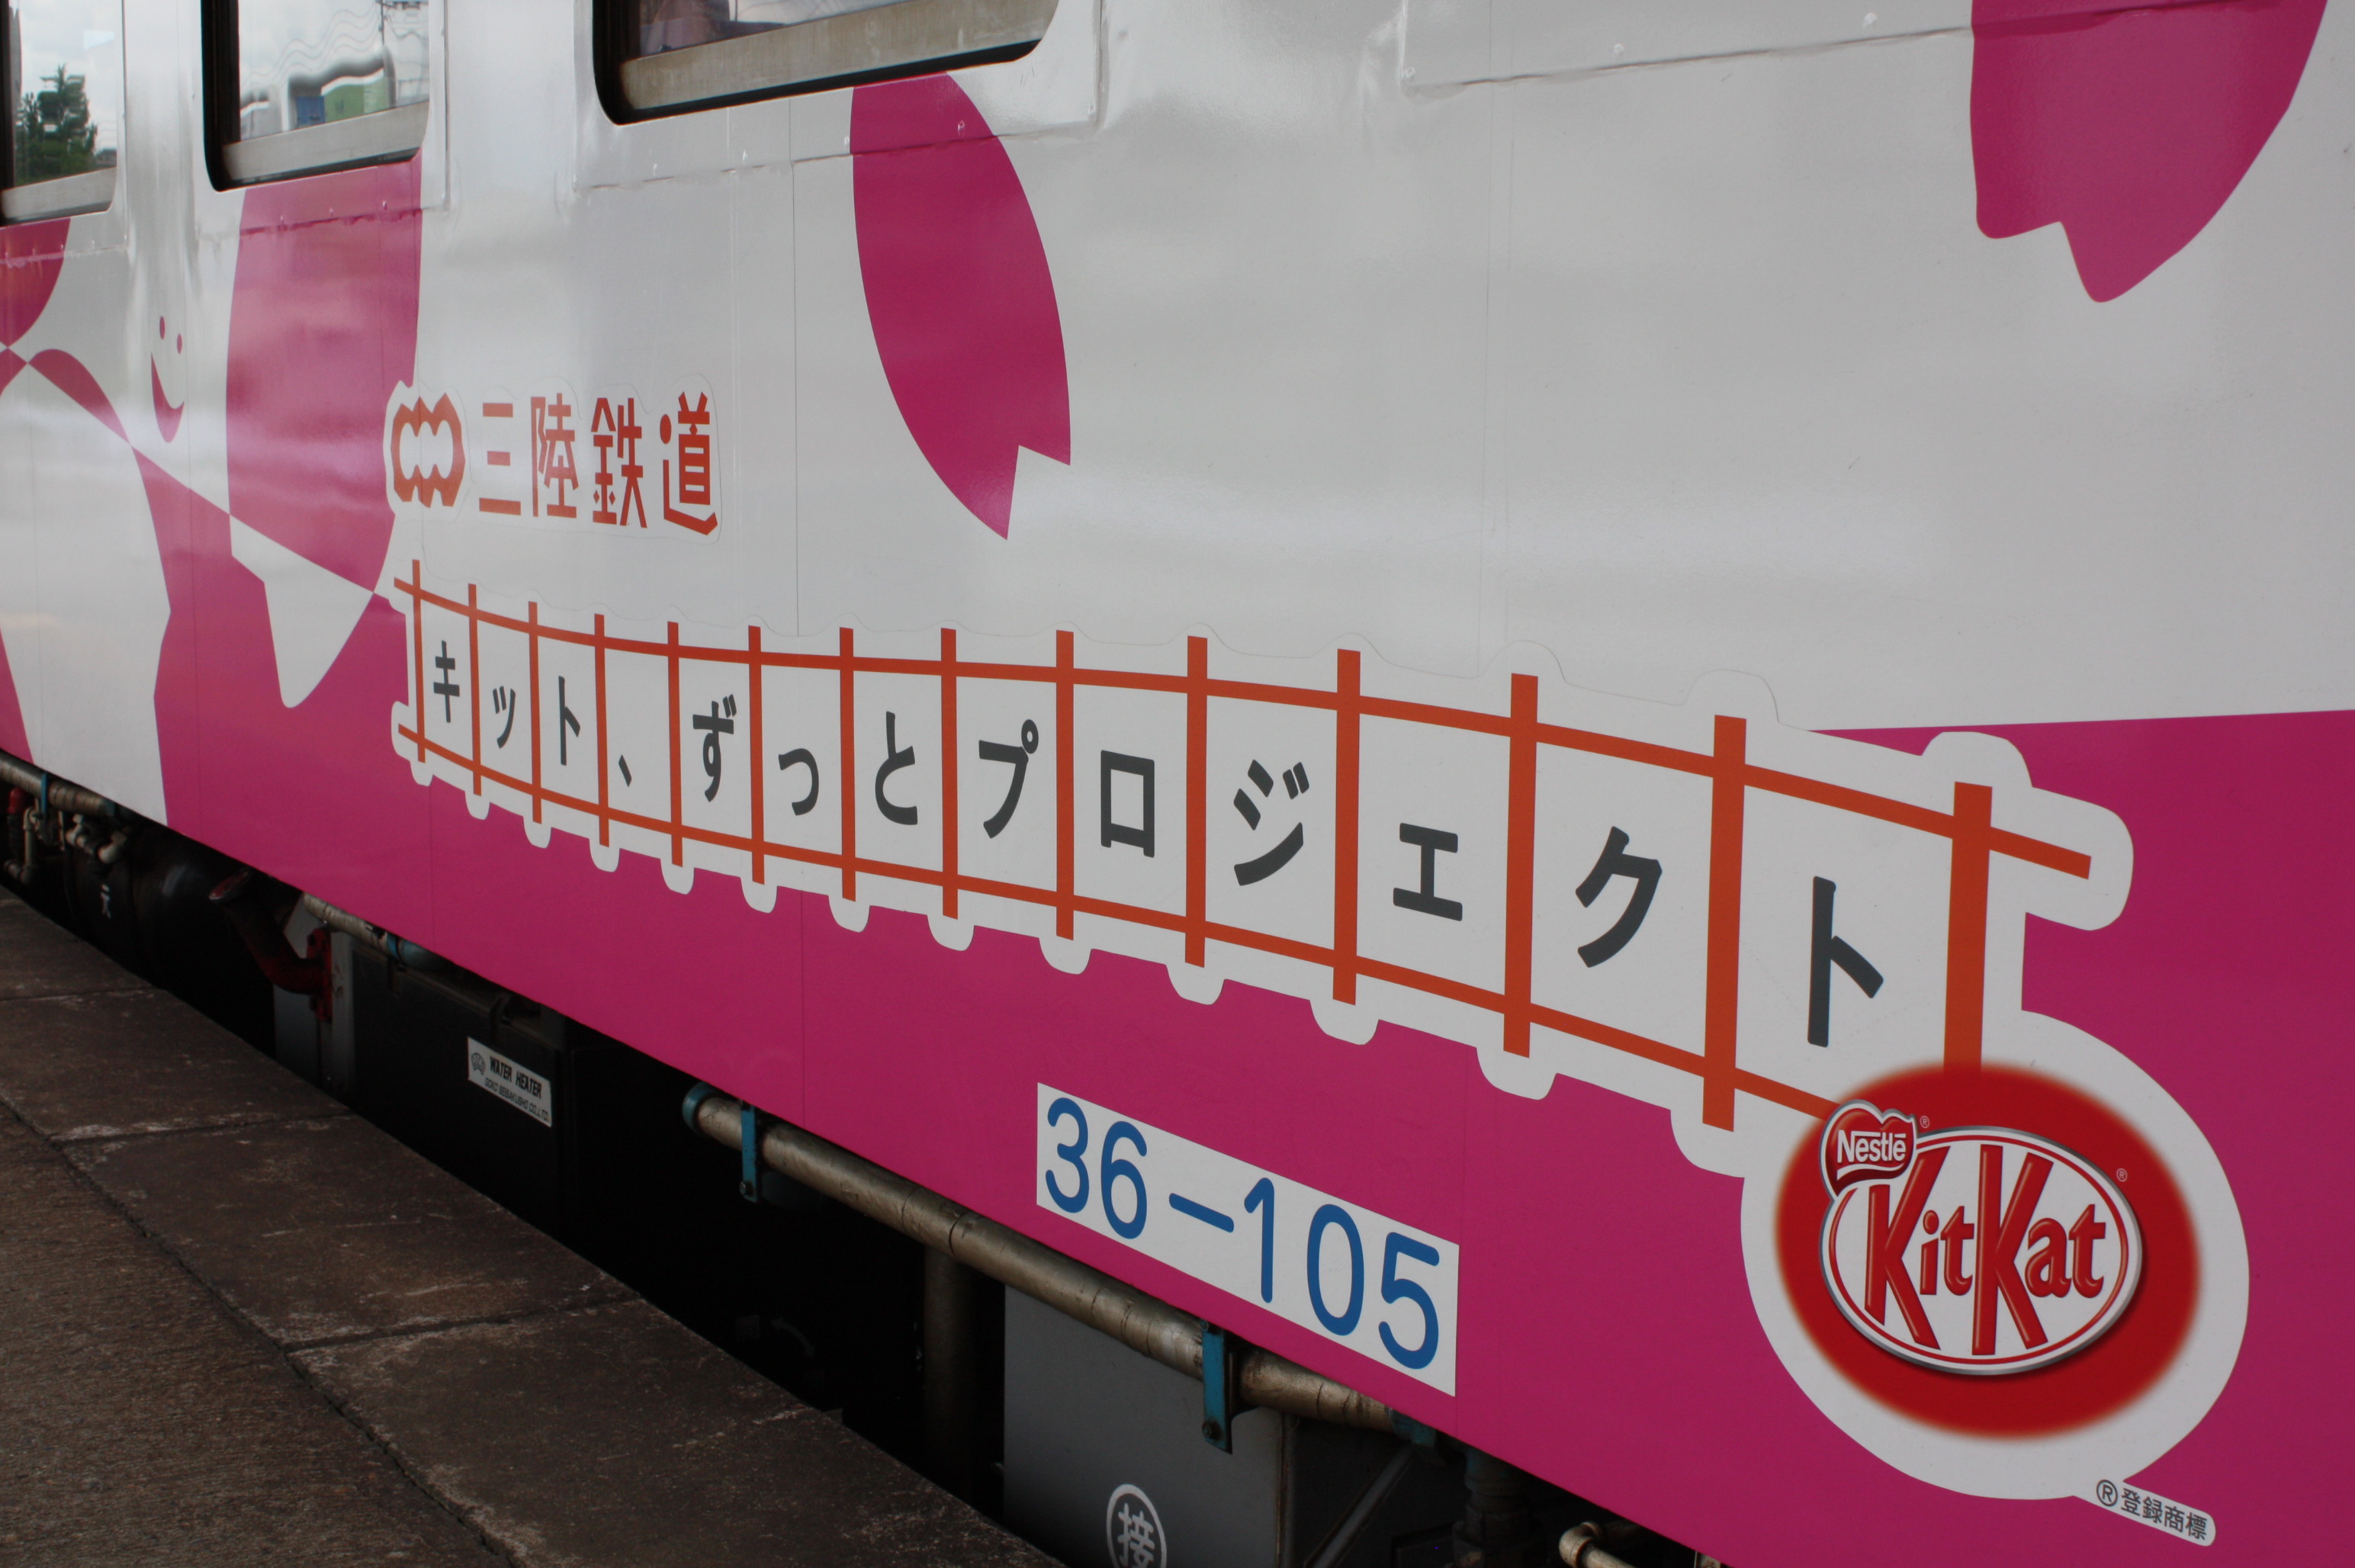 三陸鉄道
キット、ずっとプロジェクト
36-105
Nestlē®
KitKat®
®登録商標
WATER HEATER
接